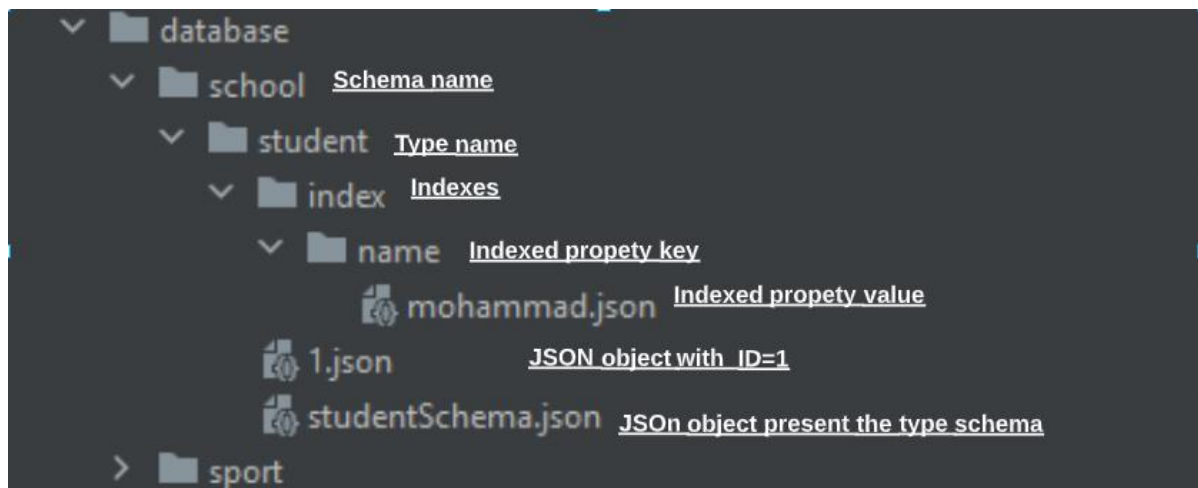 database
school Schema name
student Type name
index Indexes
name Indexed propety key
mohammad.json Indexed propety value
1.json JSON object with ID=1
studentSchema.json JSOn object present the type schema
sport